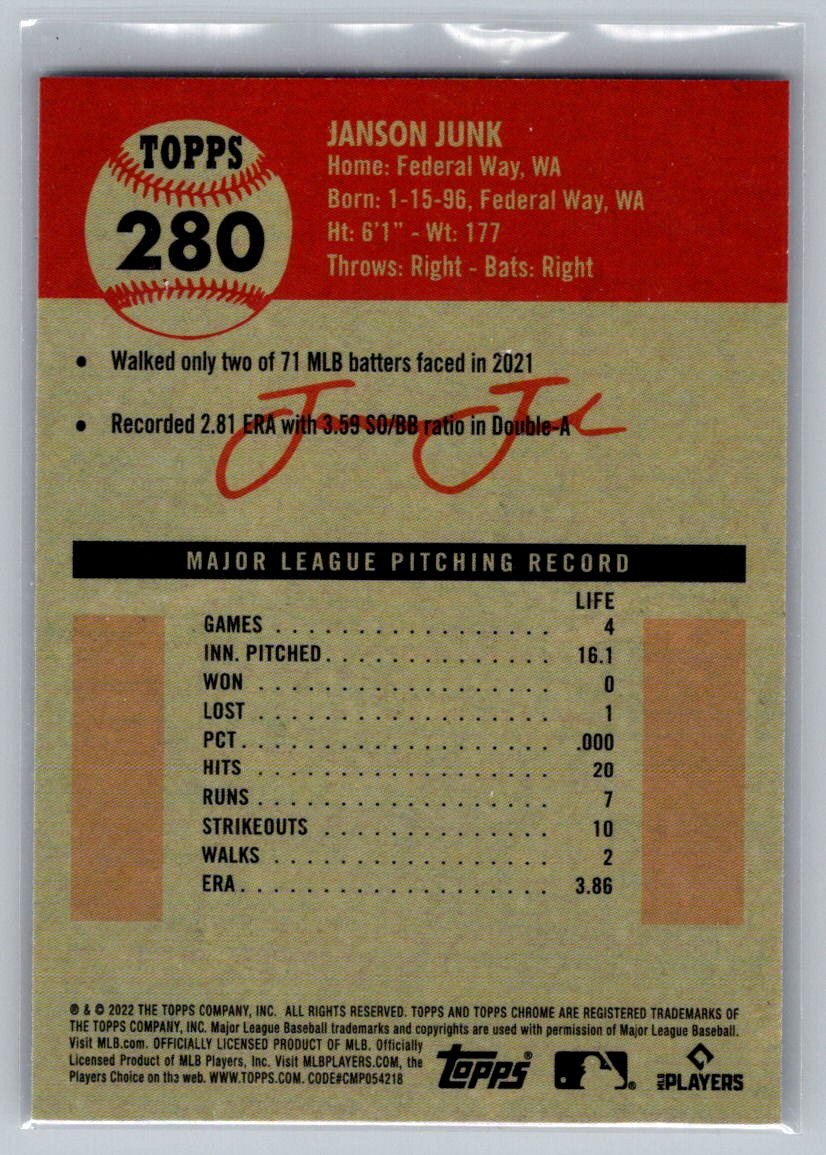 TOPPS
280
JANSON JUNK
Home: Federal Way, WA
Born: 1-15-96, Federal Way, WA
Ht: 6'1" - Wt: 177
Throws: Right - Bats: Right
• Walked only two of 71 MLB batters faced in 2021
• Recorded 2.81 ERA with 3.59 SO/BB ratio in Double-A
MAJOR LEAGUE PITCHING RECORD
LIFE
GAMES . . . . . . . . . . . . . . . . . 4
INN. PITCHED . . . . . . . . . . . . . . 16.1
WON . . . . . . . . . . . . . . . . . . 0
LOST . . . . . . . . . . . . . . . . . . 1
PCT. . . . . . . . . . . . . . . . . . . .000
HITS . . . . . . . . . . . . . . . . . . 20
RUNS . . . . . . . . . . . . . . . . . . 7
STRIKEOUTS . . . . . . . . . . . . . . 10
WALKS . . . . . . . . . . . . . . . . . 2
ERA. . . . . . . . . . . . . . . . . . . 3.86
® & © 2022 THE TOPPS COMPANY, INC. ALL RIGHTS RESERVED. TOPPS AND TOPPS CHROME ARE REGISTERED TRADEMARKS OF
THE TOPPS COMPANY, INC. Major League Baseball trademarks and copyrights are used with permission of Major League Baseball.
Visit MLB.com. OFFICIALLY LICENSED PRODUCT OF MLB. Officially
Licensed Product of MLB Players, Inc. Visit MLBPLAYERS.COM, the
Players Choice on the web. WWW.TOPPS.COM. CODE#CMP054218
topps®
MLB PLAYERS